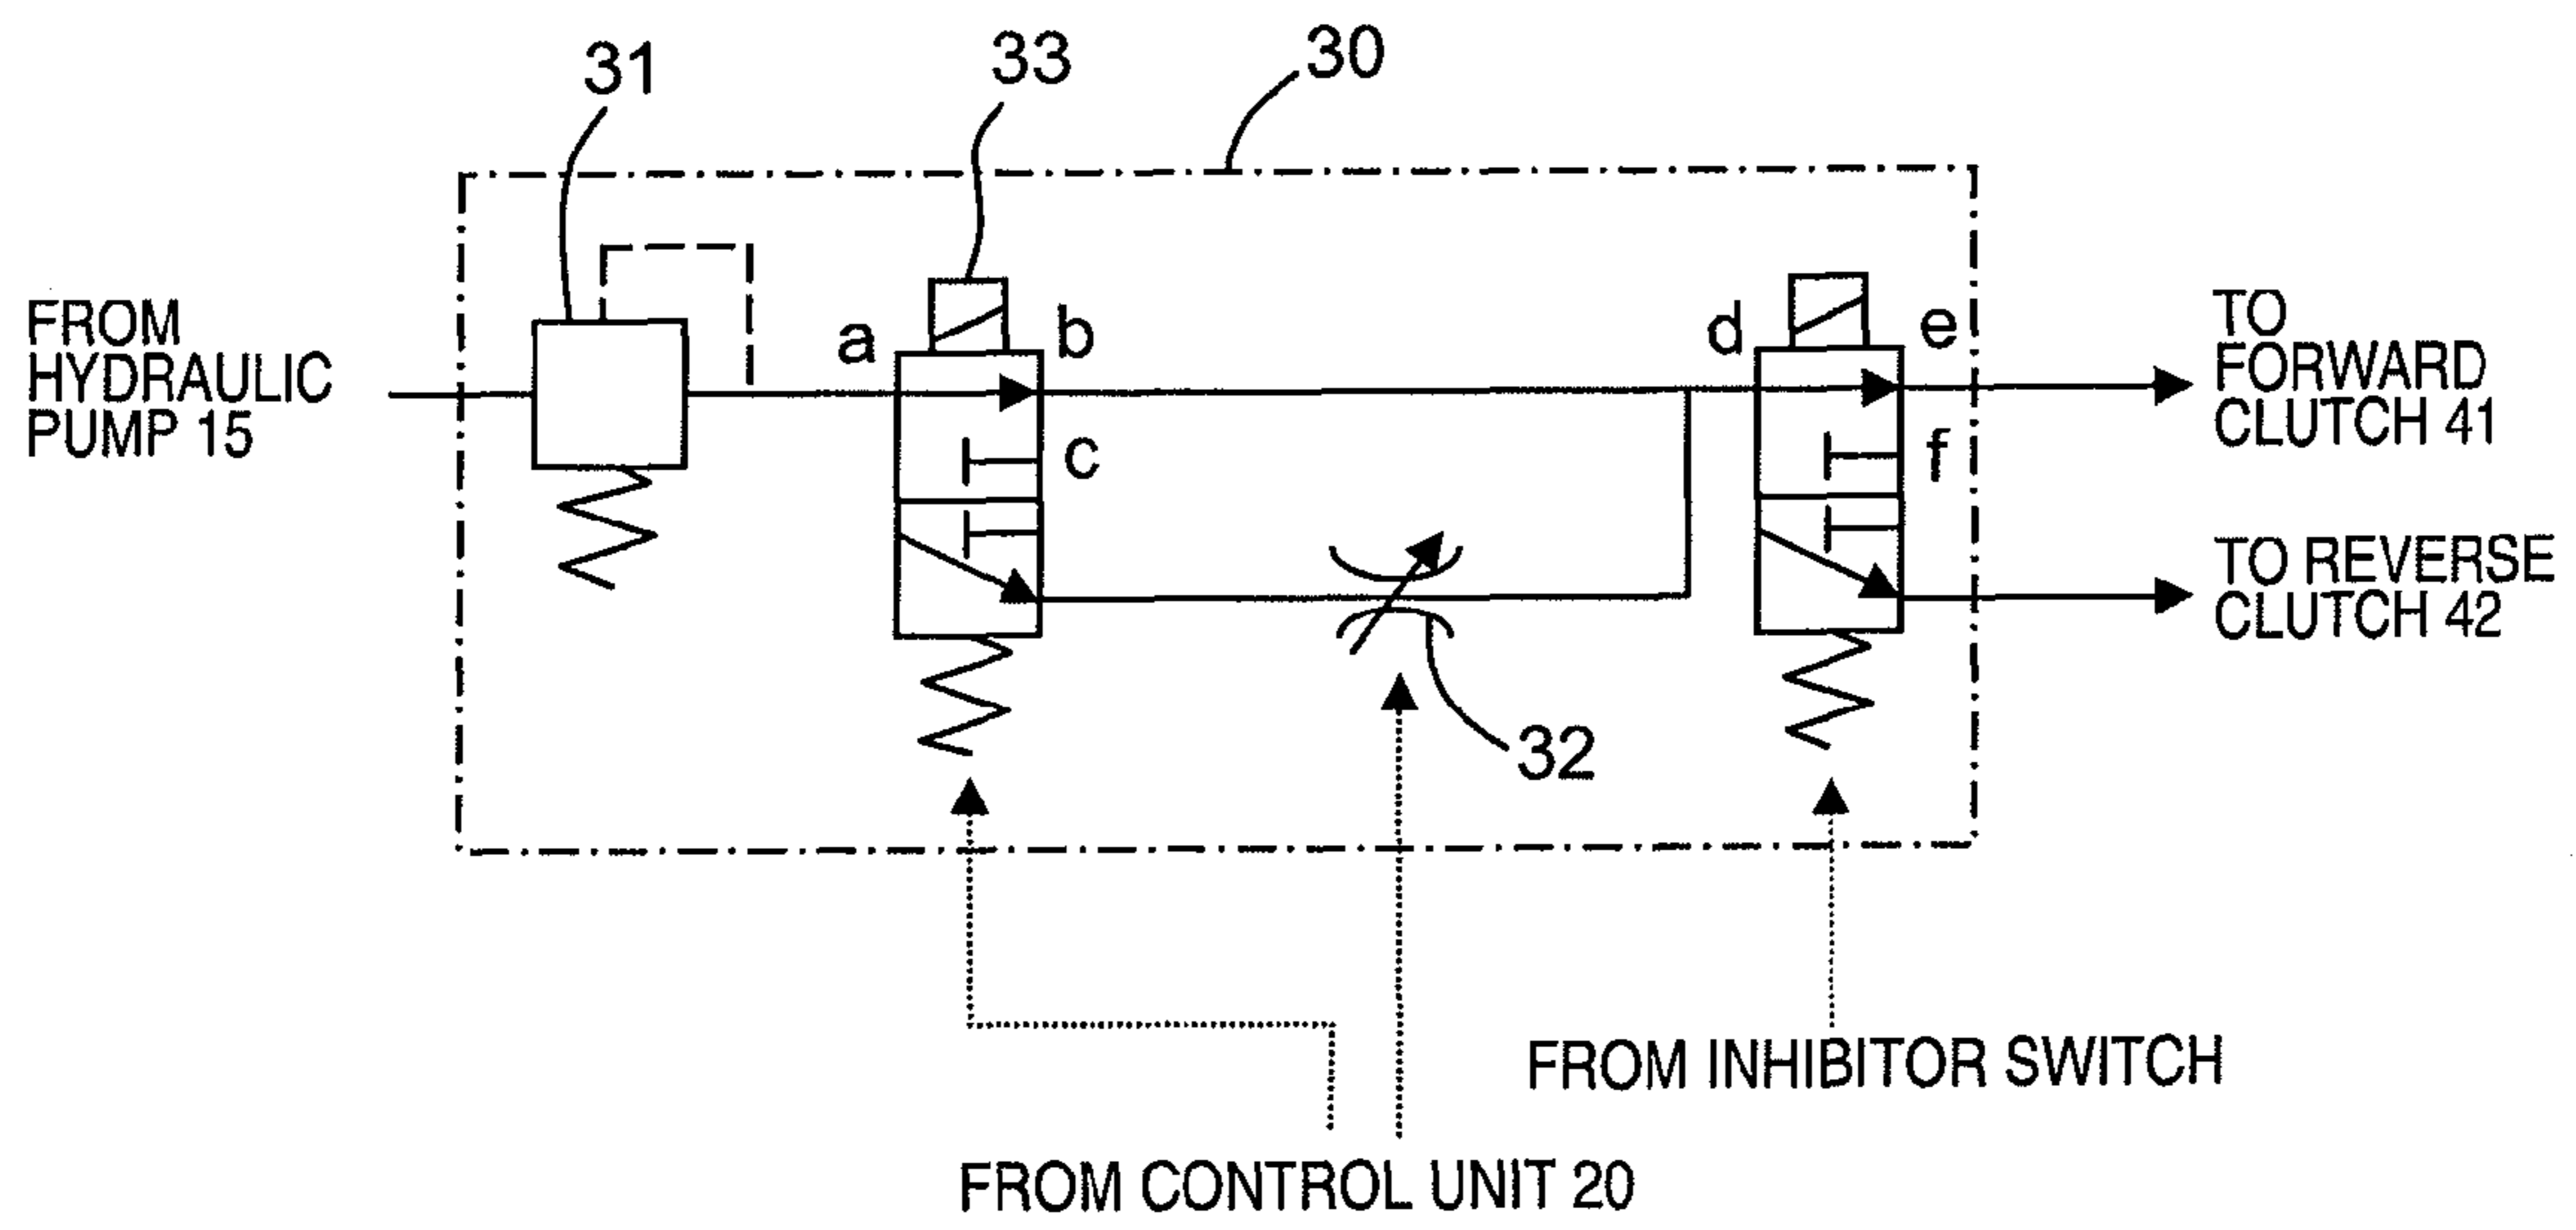 31
33
30
FROM
HYDRAULIC
PUMP 15
a
b
c
d
e
f
TO
FORWARD
CLUTCH 41
TO REVERSE
CLUTCH 42
32
FROM INHIBITOR SWITCH
FROM CONTROL UNIT 20